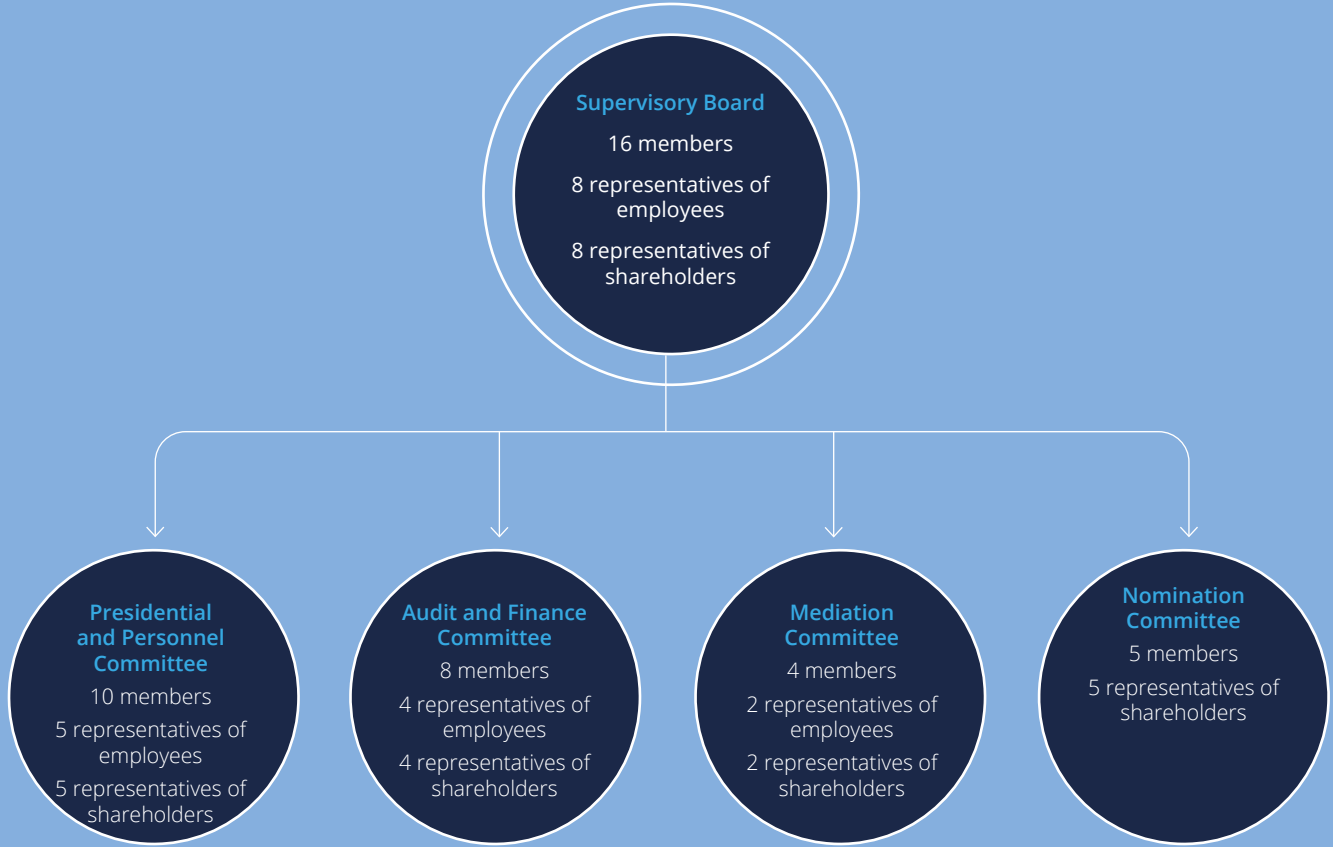 Supervisory Board
16 members
8 representatives of
employees
8 representatives of
shareholders
Presidential
and Personnel
Committee
10 members
5 representatives of
employees
5 representatives of
shareholders
Audit and Finance
Committee
8 members
4 representatives of
employees
4 representatives of
shareholders
Mediation
Committee
4 members
2 representatives of
employees
2 representatives of
shareholders
Nomination
Committee
5 members
5 representatives of
shareholders